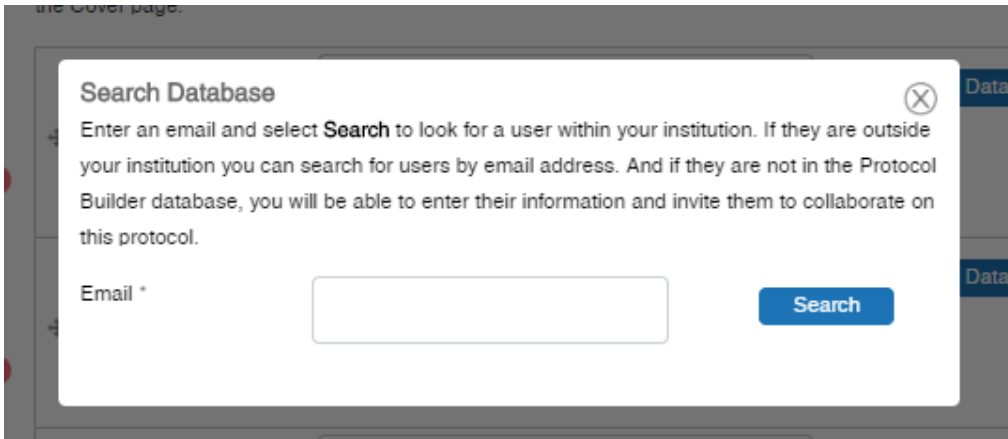 the Cover page.
Search Database
Data
Enter an email and select Search to look for a user within your institution. If they are outside
your institution you can search for users by email address. And if they are not in the Protocol
Builder database, you will be able to enter their information and invite them to collaborate on
this protocol.
Data
Email *
Search